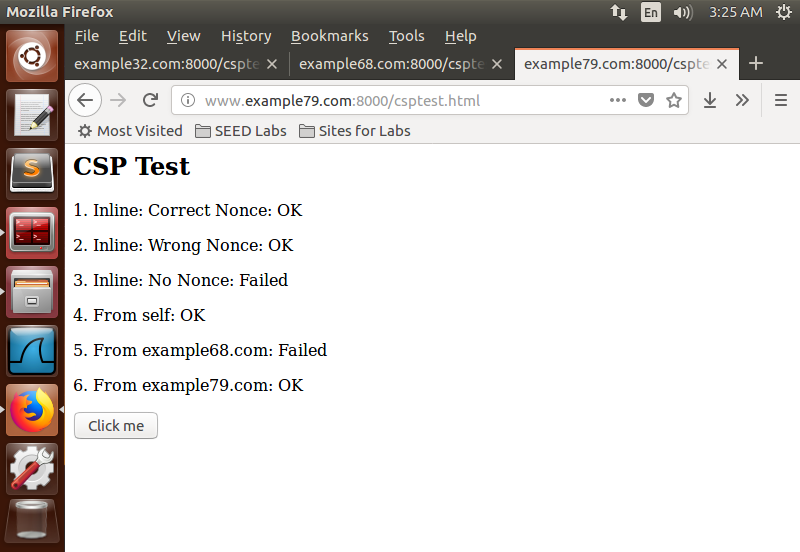 Mozilla Firefox En 3:25 AM
File Edit View History Bookmarks Tools Help
example32.com:8000/cspte example68.com:8000/cspte example79.com:8000/cspte
www.example79.com:8000/csptest.html
Most Visited SEED Labs Sites for Labs
CSP Test
1. Inline: Correct Nonce: OK
2. Inline: Wrong Nonce: OK
3. Inline: No Nonce: Failed
4. From self: OK
5. From example68.com: Failed
6. From example79.com: OK
Click me